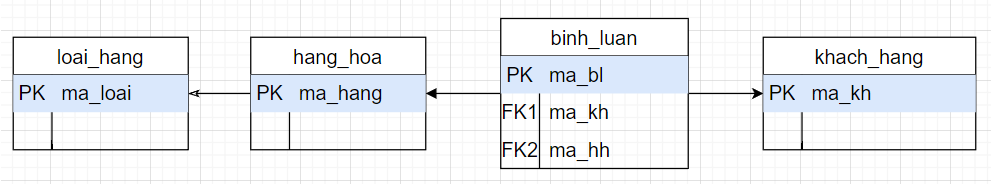 loai_hang
PK ma_loai
hang_hoa
PK ma_hang
binh_luan
PK ma_bl
FK1 ma_kh
FK2 ma_hh
khach_hang
PK ma_kh